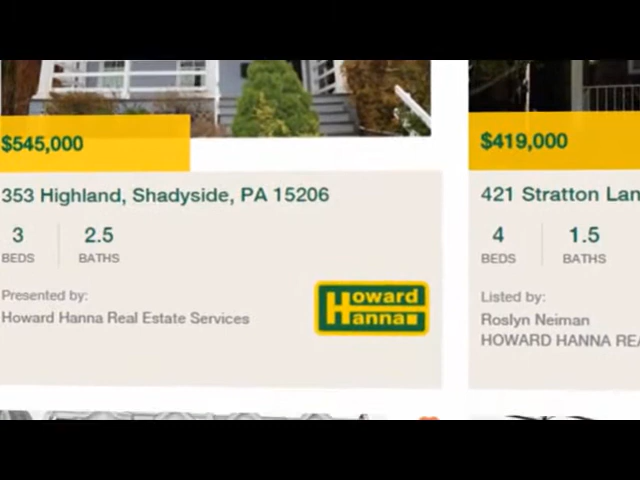 $545,000
353 Highland, Shadyside, PA 15206
3
2.5
BEDS
BATHS
Presented by:
Howard Hanna Real Estate Services
Howard
Hanna
$419,000
421 Stratton Lan
4
1.5
BEDS
BATHS
Listed by:
Roslyn Neiman
HOWARD HANNA REA